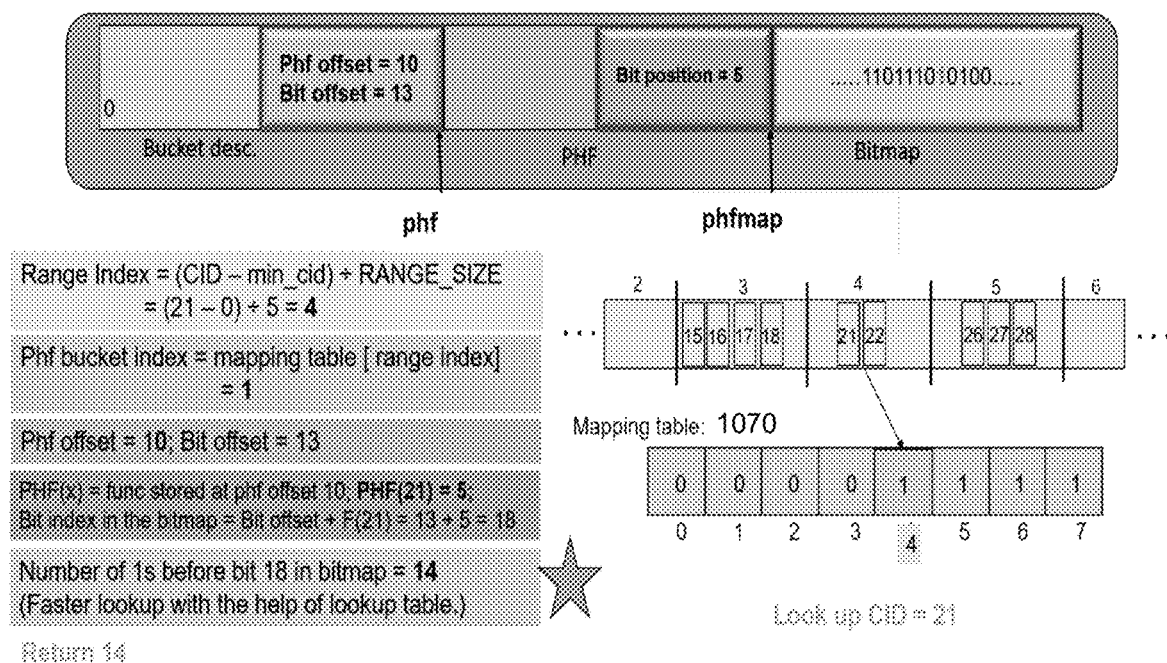 Phf offset = 10
Bit offset = 13
Bit position = 5
.....110111010100.....
0
Bucket desc.
PHF
Bitmap
phf
phfmap
Range Index = (CID – min_cid) ÷ RANGE_SIZE
= (21 – 0) ÷ 5 = 4
Phf bucket index = mapping table [ range index]
= 1
Phf offset = 10; Bit offset = 13
PHF(x) = func stored at phf offset 10; PHF(21) = 5;
Bit index in the bitmap = Bit offset + F(21) = 13 + 5 = 18
Number of 1s before bit 18 in bitmap = 14
(Faster lookup with the help of lookup table.)
Return 14
2 3 4 5 6
... 15 16 17 18 21 22 26 27 28 ...
Mapping table: 1070
0 0 0 0 1 1 1 1
0 1 2 3 4 5 6 7
Look up CID = 21